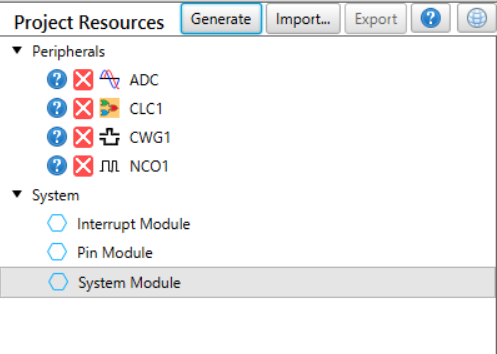 Project Resources Generate Import... Export ?
Peripherals
? ADC
? CLC1
? CWG1
? NCO1
System
Interrupt Module
Pin Module
System Module